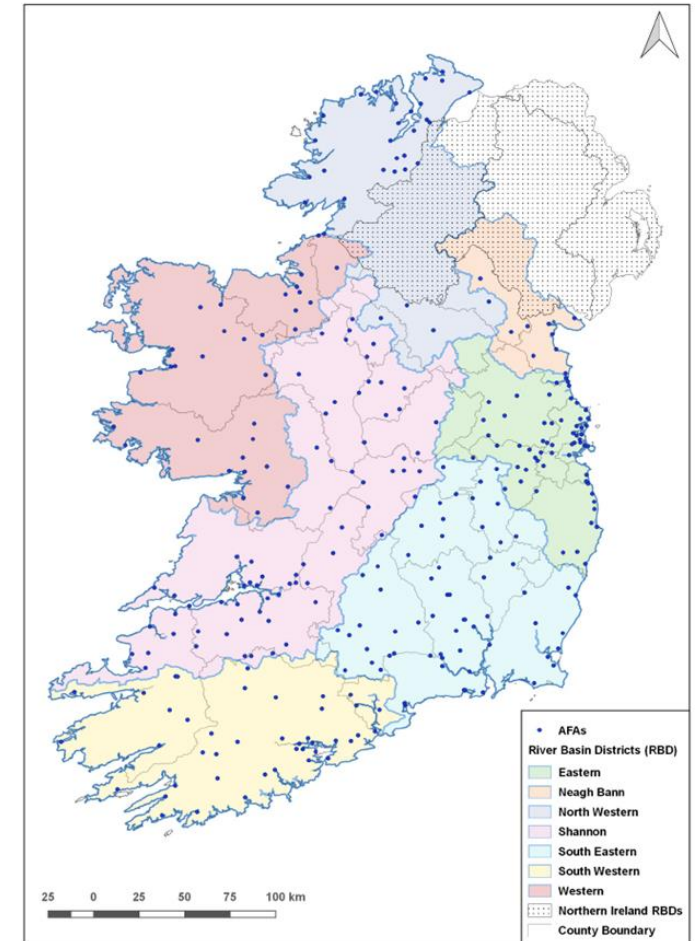 25 0 25 50 75 100 km
AFAs
River Basin Districts (RBD)
Eastern
Neagh Bann
North Western
Shannon
South Eastern
South Western
Western
Northern Ireland RBDs
County Boundary